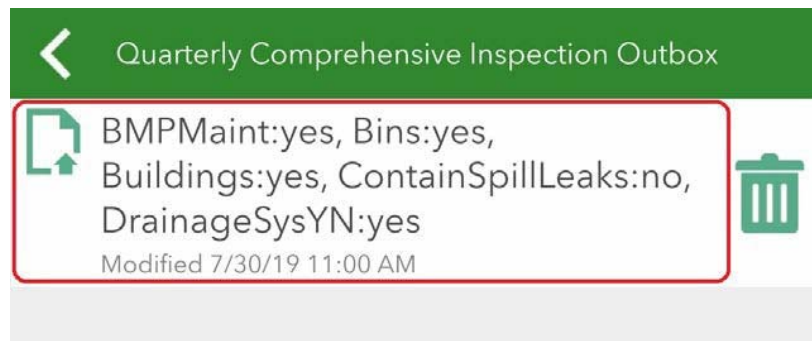 Quarterly Comprehensive Inspection Outbox
BMPMaint:yes, Bins:yes,
Buildings:yes, ContainSpillLeaks:no,
DrainageSysYN:yes
Modified 7/30/19 11:00 AM